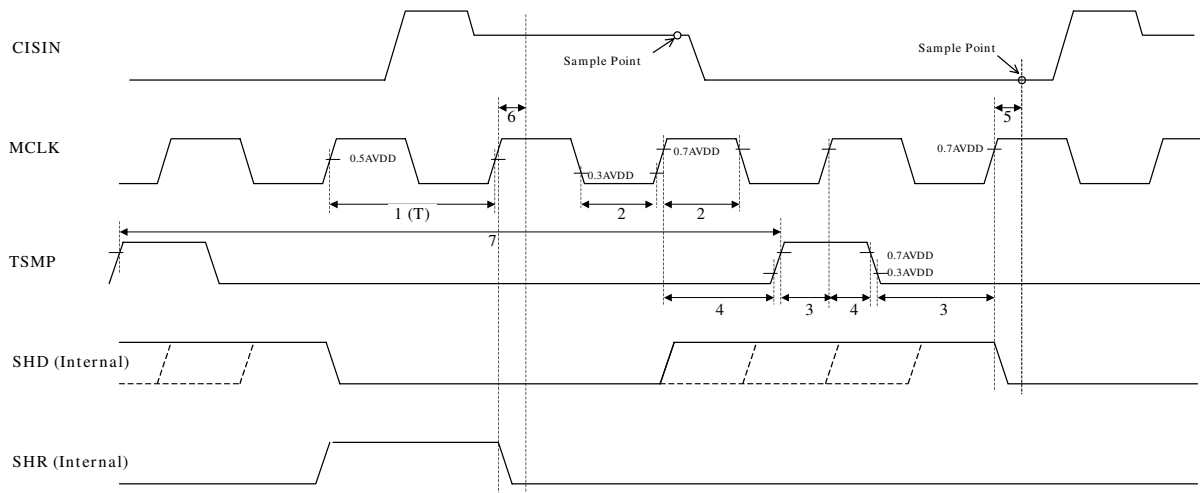 CISIN
Sample Point
Sample Point
6
5
MCLK
0.5AVDD
0.3AVDD
0.7AVDD
0.7AVDD
1 (T)
2
2
7
TSMP
0.7AVDD
0.3AVDD
4
3
4
3
SHD (Internal)
SHR (Internal)